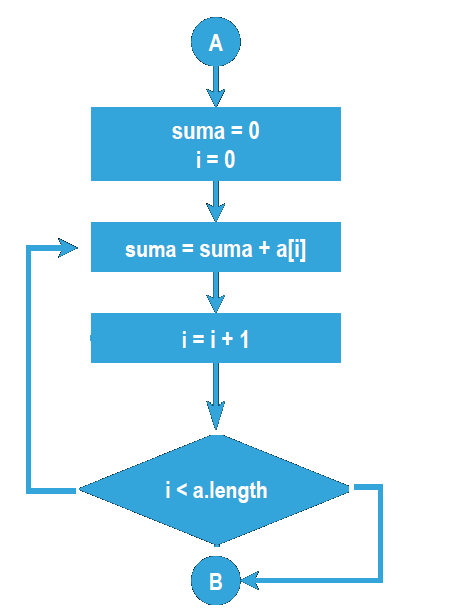 A
suma = 0
i = 0
suma = suma + a[i]
i = i + 1
i < a.length
B